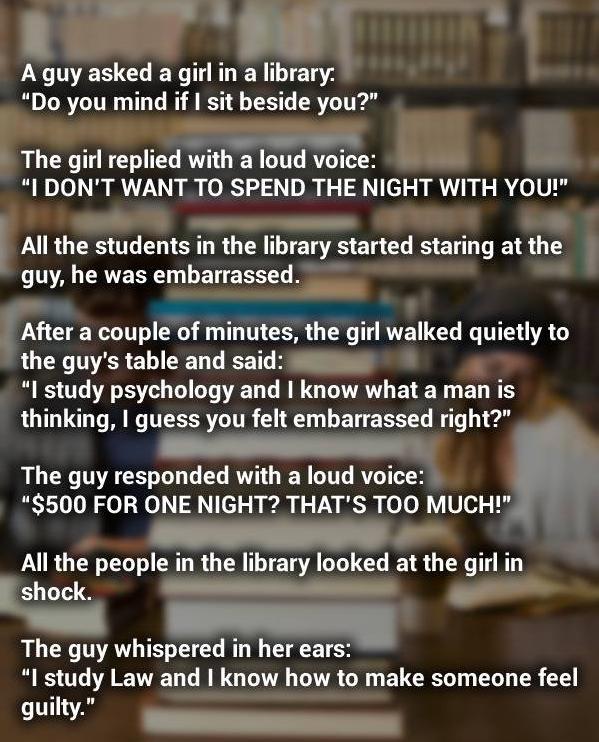 A guy asked a girl in a library:
“Do you mind if I sit beside you?”
The girl replied with a loud voice:
“I DON'T WANT TO SPEND THE NIGHT WITH YOU!”
All the students in the library started staring at the
guy, he was embarrassed.
After a couple of minutes, the girl walked quietly to
the guy's table and said:
“I study psychology and I know what a man is
thinking, I guess you felt embarrassed right?”
The guy responded with a loud voice:
“$500 FOR ONE NIGHT? THAT'S TOO MUCH!”
All the people in the library looked at the girl in
shock.
The guy whispered in her ears:
“I study Law and I know how to make someone feel
guilty.”